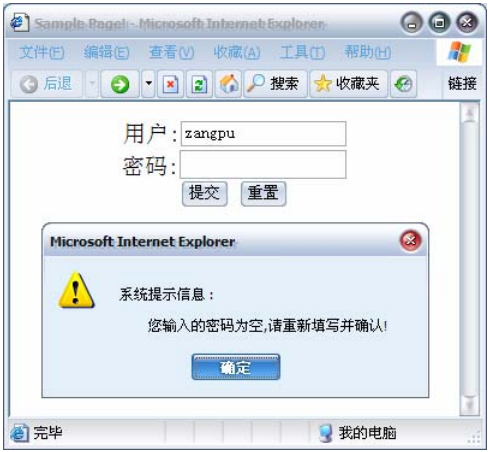 Sample Page!- Microsoft Internet Explorer
文件(F) 编辑(E) 查看(V) 收藏(A) 工具(T) 帮助(H)
后退 搜索 收藏夹 链接
用户:zangpu
密码:
提交 重置
Microsoft Internet Explorer
系统提示信息:
您输入的密码为空,请重新填写并确认!
确定
完毕 我的电脑